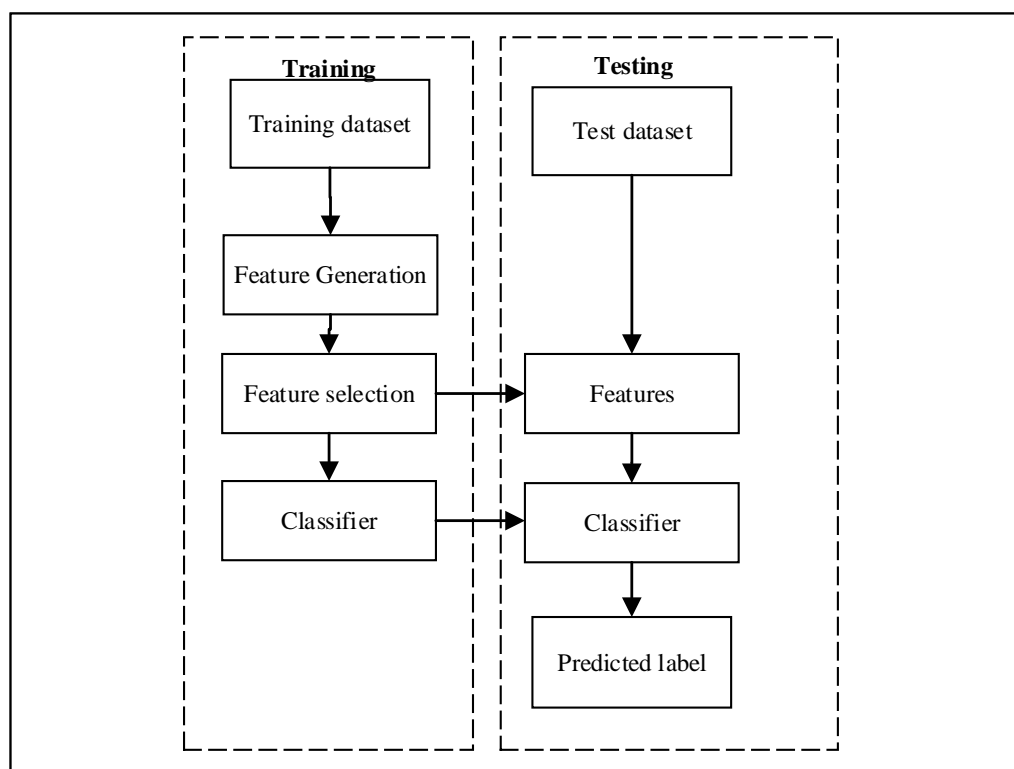 Training
Training dataset
Feature Generation
Feature selection
Classifier
Testing
Test dataset
Features
Classifier
Predicted label